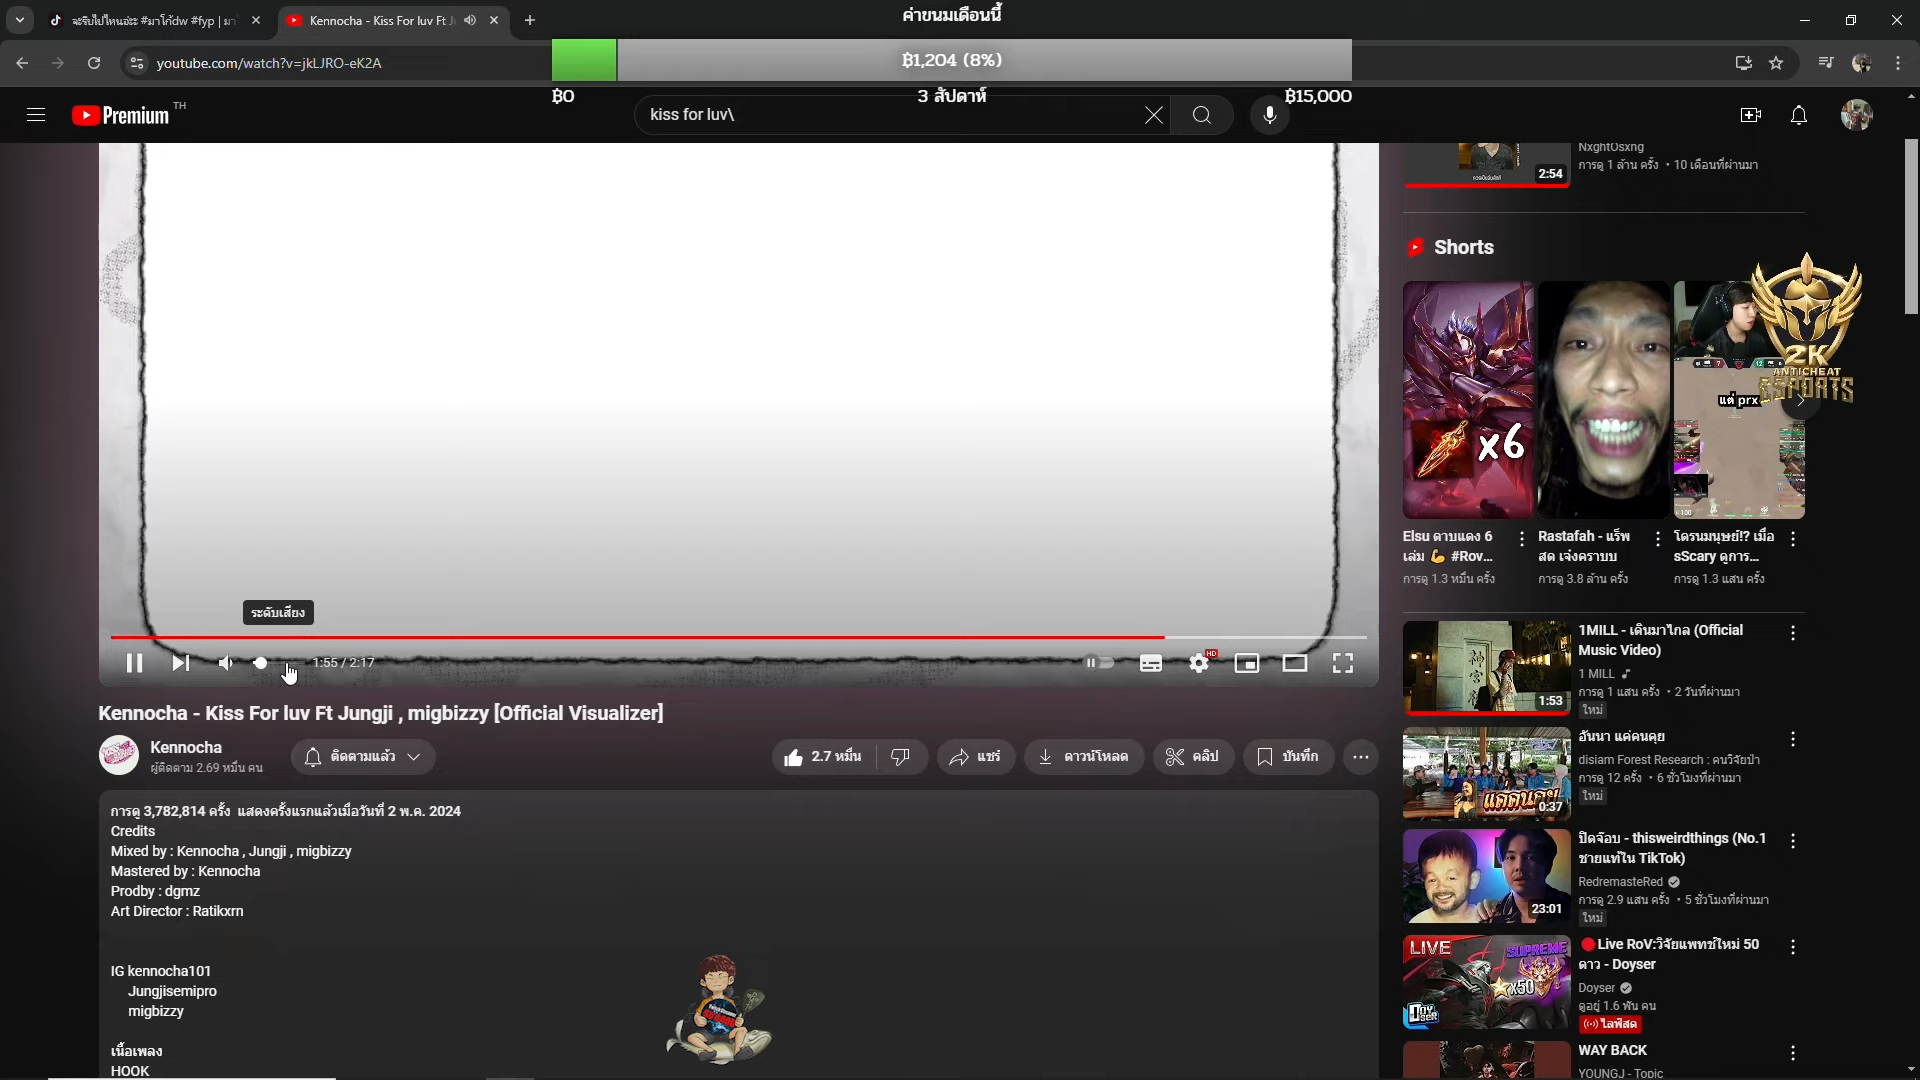 จะรีบไปไหนอ่ะ #มาโก้dw #fyp | มา
Kennocha - Kiss For luv Ft J
ค่าขนมเดือนนี้
youtube.com/watch?v=jkLJRO-eK2A
฿1,204 (8%)
฿0
3 สัปดาห์
฿15,000
Premium TH
kiss for luv\
NxghtOsxng
การดู 1 ล้าน ครั้ง • 10 เดือนที่ผ่านมา
2:54
Shorts
x6
แต่ prx
2K
ANTICHEAT
ESPORTS
Elsu ดาบแดง 6
เล่ม 💪 #Rov...
การดู 1.3 หมื่น ครั้ง
Rastafah - แร็พ
สด เจ๋งคราบบ
การดู 3.8 ล้าน ครั้ง
โดรนมนุษย์!? เมื่อ
sScary ดูการ...
การดู 1.3 แสน ครั้ง
ระดับเสียง
1:55 / 2:17
HD
Kennocha - Kiss For luv Ft Jungji , migbizzy [Official Visualizer]
Kennocha
ผู้ติดตาม 2.69 หมื่น คน
ติดตามแล้ว
2.7 หมื่น
แชร์
ดาวน์โหลด
คลิป
บันทึก
การดู 3,782,814 ครั้ง แสดงครั้งแรกแล้วเมื่อวันที่ 2 พ.ค. 2024
Credits
Mixed by : Kennocha , Jungji , migbizzy
Mastered by : Kennocha
Prodby : dgmz
Art Director : Ratikxrn
IG kennocha101
Jungjisemipro
migbizzy
เนื้อเพลง
HOOK
1MILL - เดินมาไกล (Official
Music Video)
1 MILL
การดู 1 แสน ครั้ง • 2 วันที่ผ่านมา
ใหม่
1:53
อันนา แค่คนคุย
disiam Forest Research : คนวิจัยป่า
การดู 12 ครั้ง • 6 ชั่วโมงที่ผ่านมา
ใหม่
แค่คนคุย
0:37
ปิดจ๊อบ - thisweirdthings (No.1
ชายแท้ใน TikTok)
RedremasteRed
การดู 2.9 แสน ครั้ง • 5 ชั่วโมงที่ผ่านมา
ใหม่
23:01
🔴Live RoV:วิจัยแพทช์ใหม่ 50
ดาว - Doyser
Doyser
ดูอยู่ 1.6 พัน คน
ไลฟ์สด
LIVE
SUPREME
x50
WAY BACK
YOUNGJ - Topic